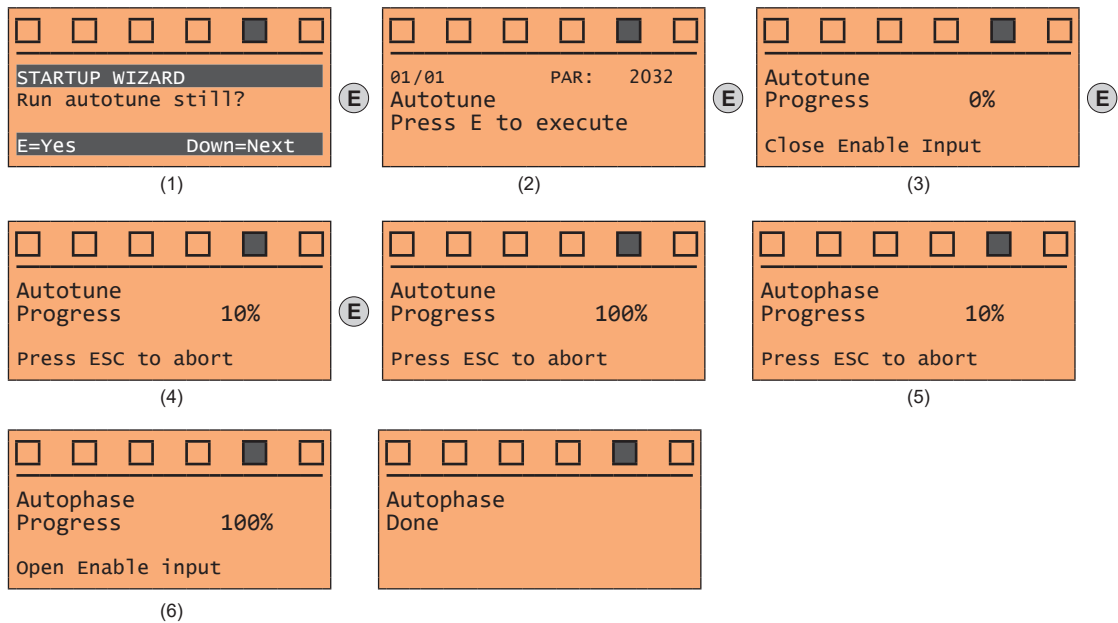 STARTUP WIZARD
Run autotune still?
E=Yes Down=Next
(1)
E
01/01 PAR: 2032
Autotune
Press E to execute
(2)
E
Autotune
Progress 0%
Close Enable Input
(3)
E
Autotune
Progress 10%
Press ESC to abort
(4)
E
Autotune
Progress 100%
Press ESC to abort
Autophase
Progress 10%
Press ESC to abort
(5)
Autophase
Progress 100%
Open Enable input
(6)
Autophase
Done